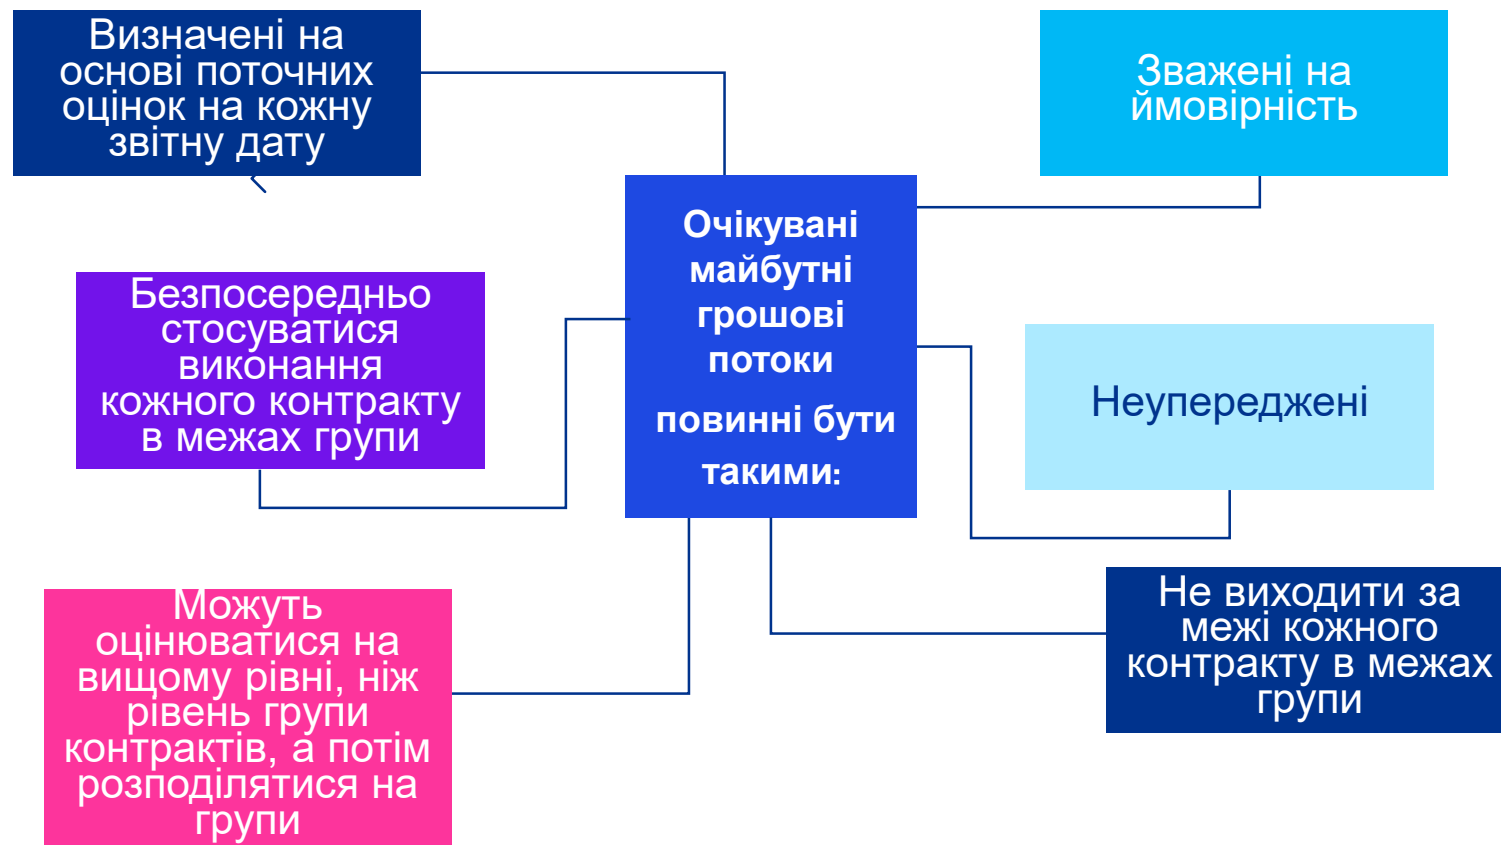 Визначені на
основі поточних
оцінок на кожну
звітну дату
Зважені на
ймовірність
Очікувані
майбутні
грошові
потоки
повинні бути
такими:
Безпосередньо
стосуватися
виконання
кожного контракту
в межах групи
Неупереджені
Можуть
оцінюватися на
вищому рівні, ніж
рівень групи
контрактів, а потім
розподілятися на
групи
Не виходити за
межі кожного
контракту в межах
групи